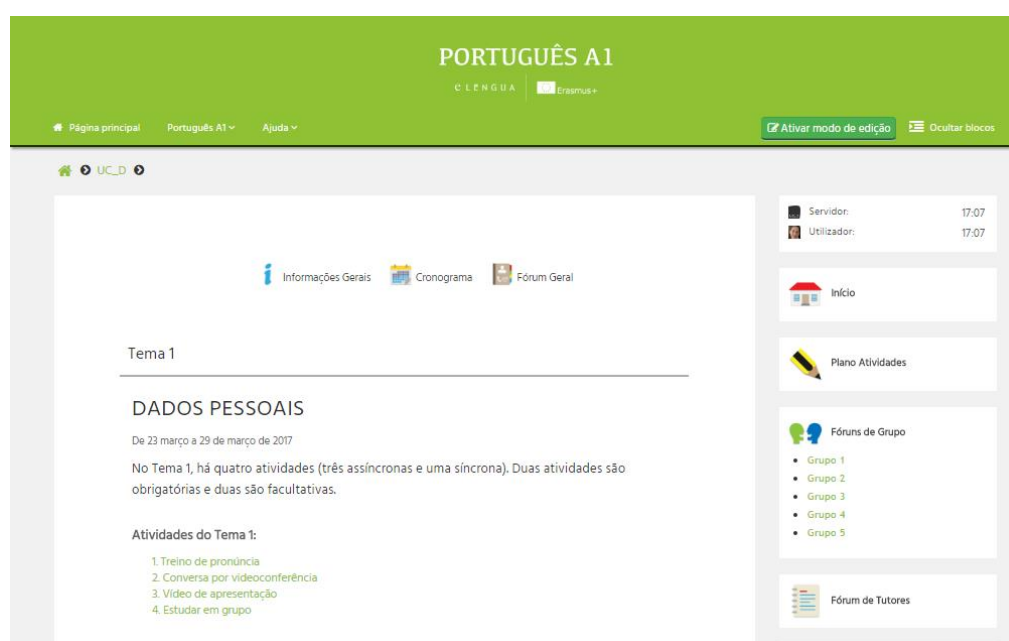 PORTUGUÊS A1
CLENGUA Erasmus+
Página principal Português A1 Ajuda
Ativar modo de edição Ocultar blocos
UC_D
Servidor: 17:07
Utilizador: 17:07
Informações Gerais Cronograma Fórum Geral
Início
Tema 1
Plano Atividades
DADOS PESSOAIS
De 23 março a 29 de março de 2017
No Tema 1, há quatro atividades (três assíncronas e uma síncrona). Duas atividades são
obrigatórias e duas são facultativas.
Atividades do Tema 1:
1. Treino de pronúncia
2. Conversa por videoconferência
3. Vídeo de apresentação
4. Estudar em grupo
Fóruns de Grupo
Grupo 1
Grupo 2
Grupo 3
Grupo 4
Grupo 5
Fórum de Tutores